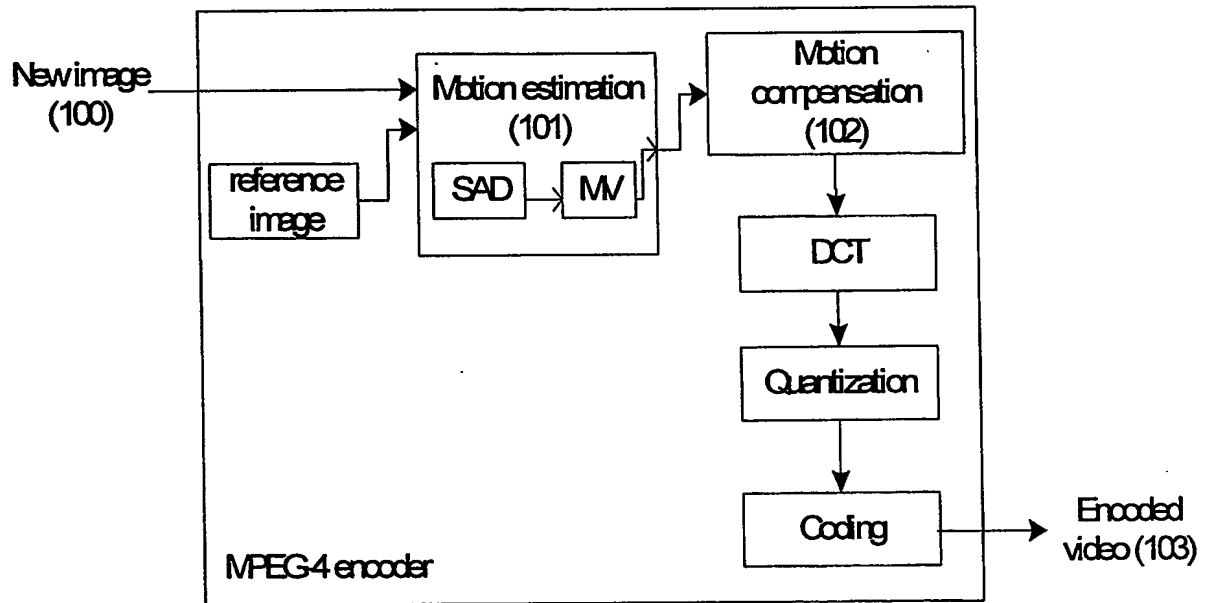 New image
(100)
reference
image
Motion estimation
(101)
SAD
MV
Motion
compensation
(102)
DCT
Quantization
Coding
Encoded
video (103)
MPEG-4 encoder